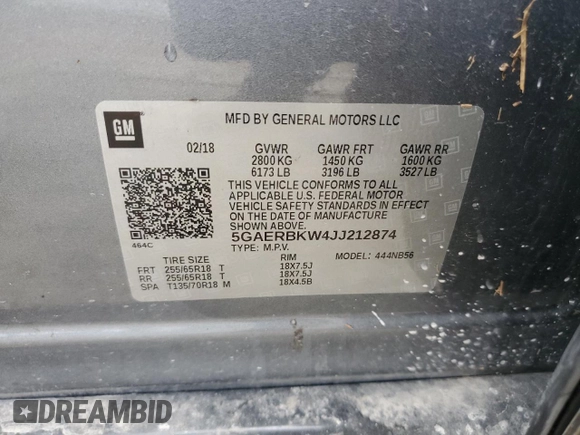 GM
MFD BY GENERAL MOTORS LLC
02/18 GVWR GAWR FRT GAWR RR
2800 KG 1450 KG 1600 KG
6173 LB 3196 LB 3527 LB
THIS VEHICLE CONFORMS TO ALL
APPLICABLE U.S. FEDERAL MOTOR
VEHICLE SAFETY STANDARDS IN EFFECT
ON THE DATE OF MANUFACTURE
SHOWN ABOVE.
464C
5GAERBKW4JJ212874
TYPE: M.P.V. MODEL: 444NB56
TIRE SIZE RIM
FRT 255/65R18 T 18X7.5J
RR 255/65R18 T 18X7.5J
SPA T135/70R18 M 18X4.5B
DREAMBID